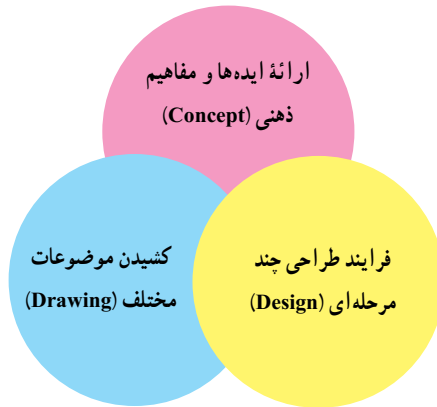 ارائهٔ ایده‌ها و مفاهیم
ذهنی (Concept)
کشیدن موضوعات
مختلف (Drawing)
فرایند طراحی چند
مرحله‌ای (Design)